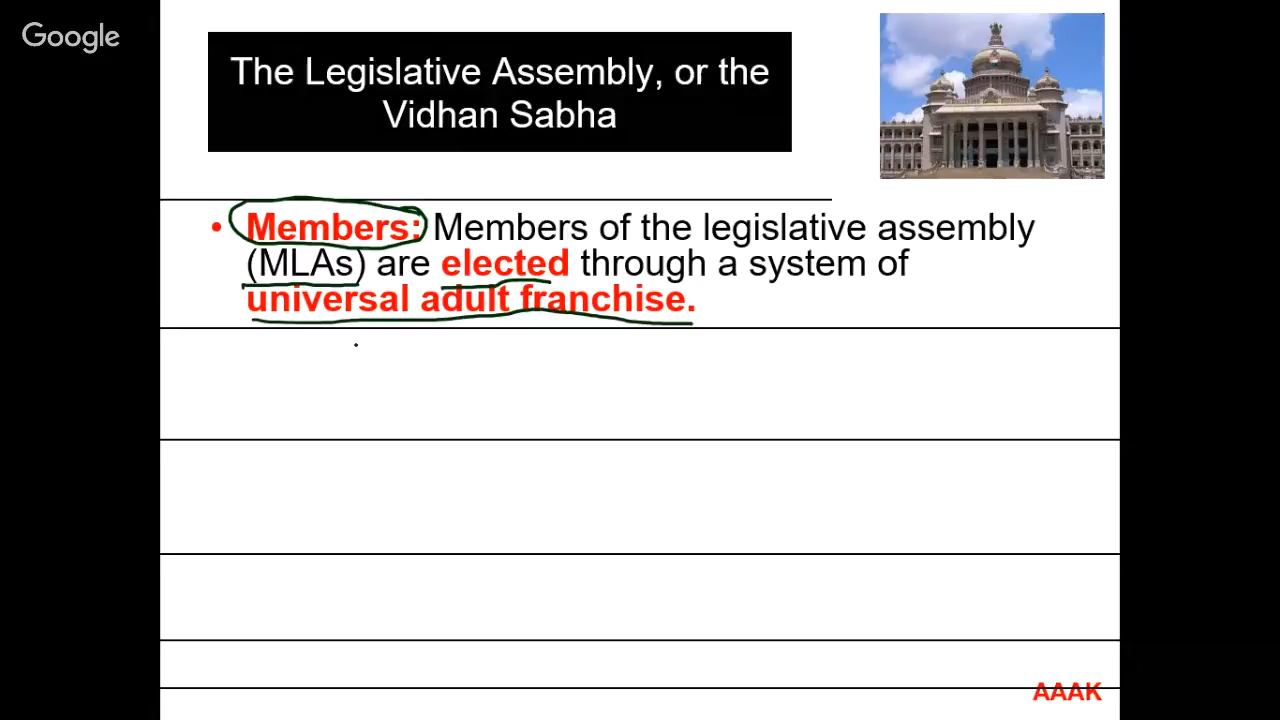 Google
The Legislative Assembly, or the
Vidhan Sabha
• Members: Members of the legislative assembly
(MLAs) are elected through a system of
universal adult franchise.
AAAK